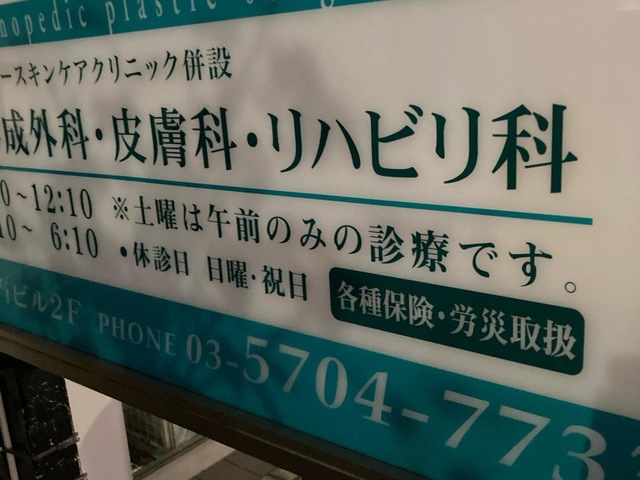 nopedic plastic
ースキンケアクリニック併設
成外科・皮膚科・リハビリ科
0～12:10 ※土曜は午前のみの診療です。
10～ 6:10 ・休診日 日曜・祝日
各種保険・労災取扱
ビル2F PHONE 03-5704-773